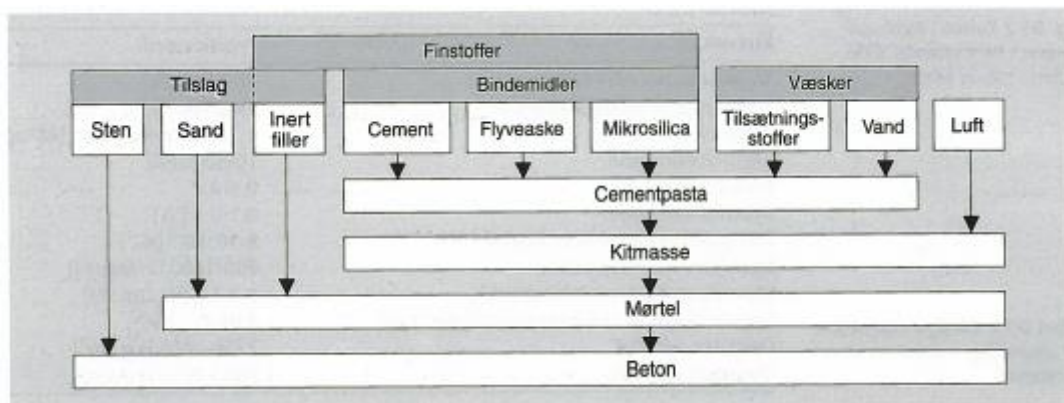 Finstoffer
Tilslag
Bindemidler
Væsker
Sten
Sand
Inert
filler
Cement
Flyveaske
Mikrosilica
Tilsætnings-
stoffer
Vand
Luft
Cementpasta
Kitmasse
Mørtel
Beton